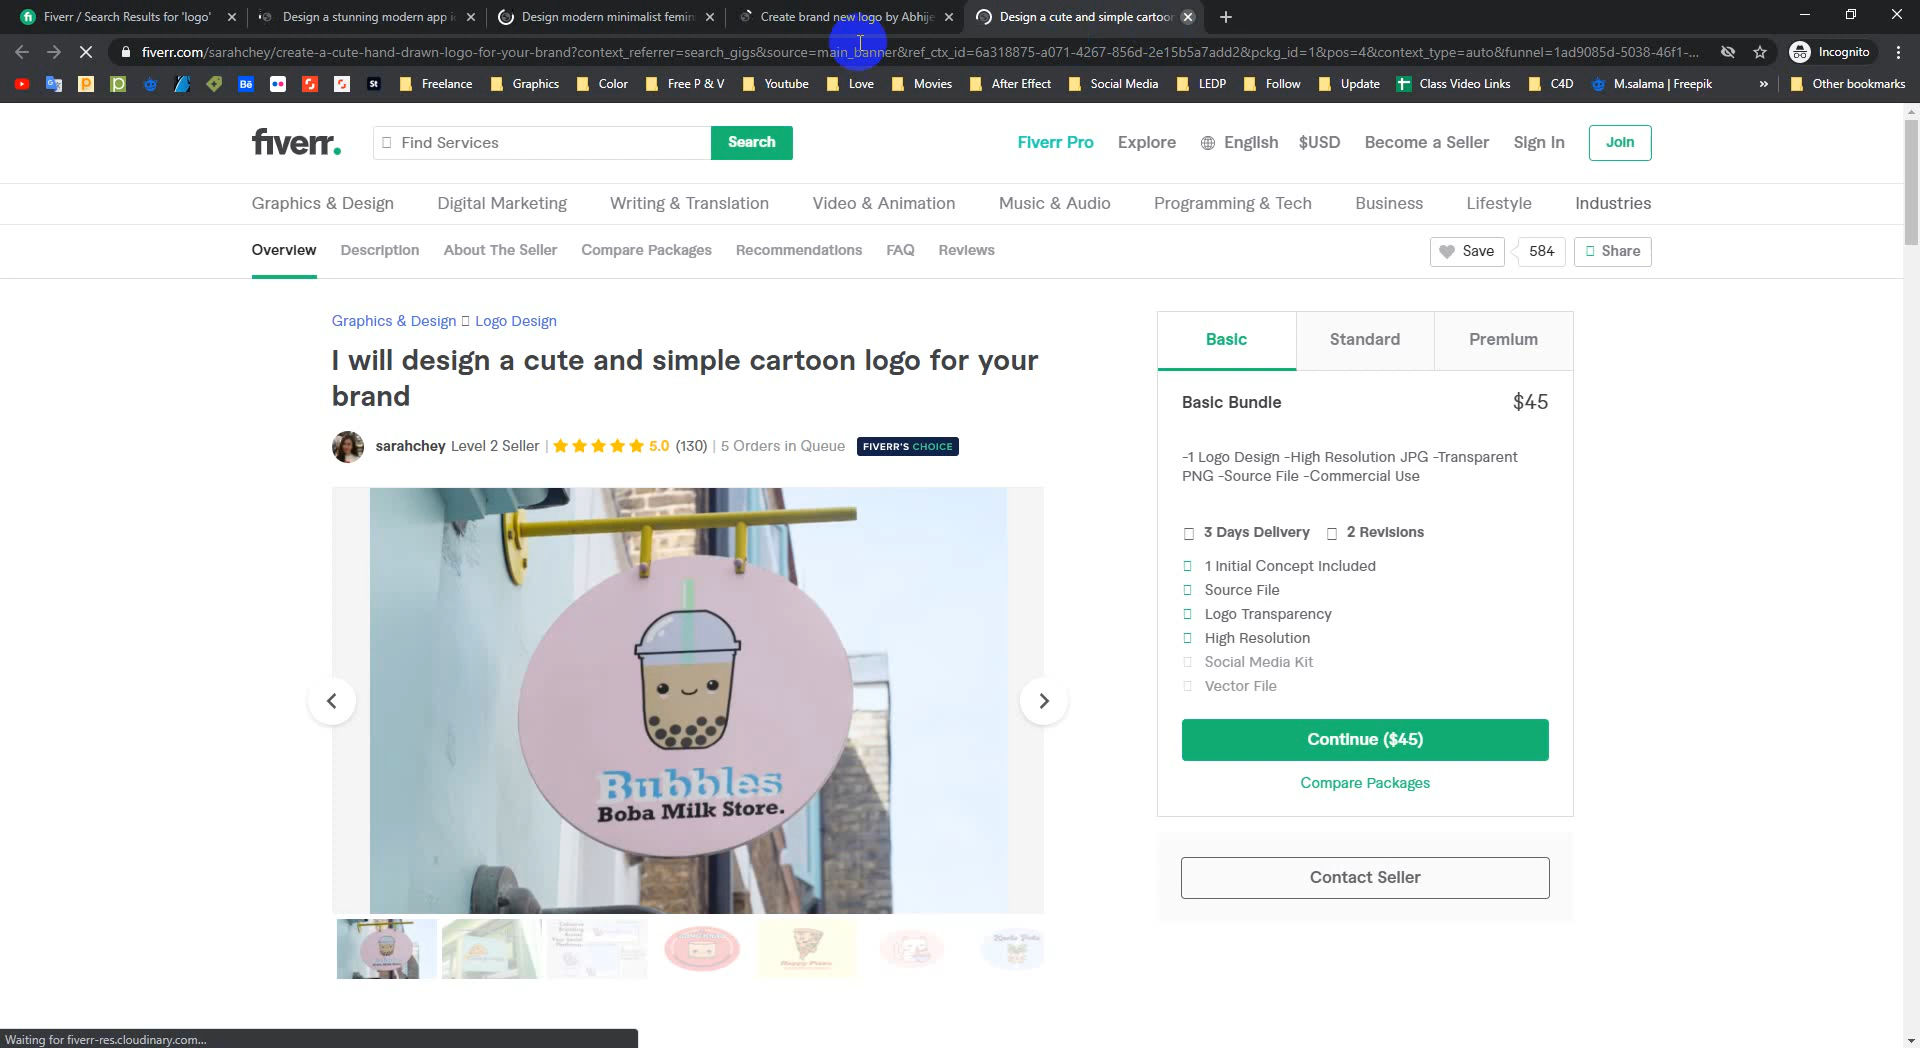 Fiverr / Search Results for 'logo'
Design a stunning modern app
Design modern minimalist femin
Create brand new logo by Abhije
Design a cute and simple cartoo
fiverr.com/sarahchey/create-a-cute-hand-drawn-logo-for-your-brand?context_referrer=search_gigs&source=main_banner&ref_ctx_id=6a318875-a071-4267-856d-2e15b5a7add2&pckg_id=1&pos=4&context_type=auto&funnel=1ad9085d-5038-46f1-...
Incognito
Freelance
Graphics
Color
Free P & V
Youtube
Love
Movies
After Effect
Social Media
LEDP
Follow
Update
Class Video Links
C4D
M.salama | Freepik
»
Other bookmarks
fiverr.
Find Services
Search
Fiverr Pro
Explore
English
$USD
Become a Seller
Sign In
Join
Graphics & Design
Digital Marketing
Writing & Translation
Video & Animation
Music & Audio
Programming & Tech
Business
Lifestyle
Industries
Overview
Description
About The Seller
Compare Packages
Recommendations
FAQ
Reviews
Save
584
Share
Graphics & Design
Logo Design
I will design a cute and simple cartoon logo for your
brand
sarahchey Level 2 Seller | 5.0 (130) | 5 Orders in Queue
FIVERR'S CHOICE
Bubbles
Boba Milk Store.
Basic
Standard
Premium
Basic Bundle
$45
-1 Logo Design -High Resolution JPG -Transparent
PNG -Source File -Commercial Use
3 Days Delivery
2 Revisions
1 Initial Concept Included
Source File
Logo Transparency
High Resolution
Social Media Kit
Vector File
Continue ($45)
Compare Packages
Contact Seller
Waiting for fiverr-res.cloudinary.com...